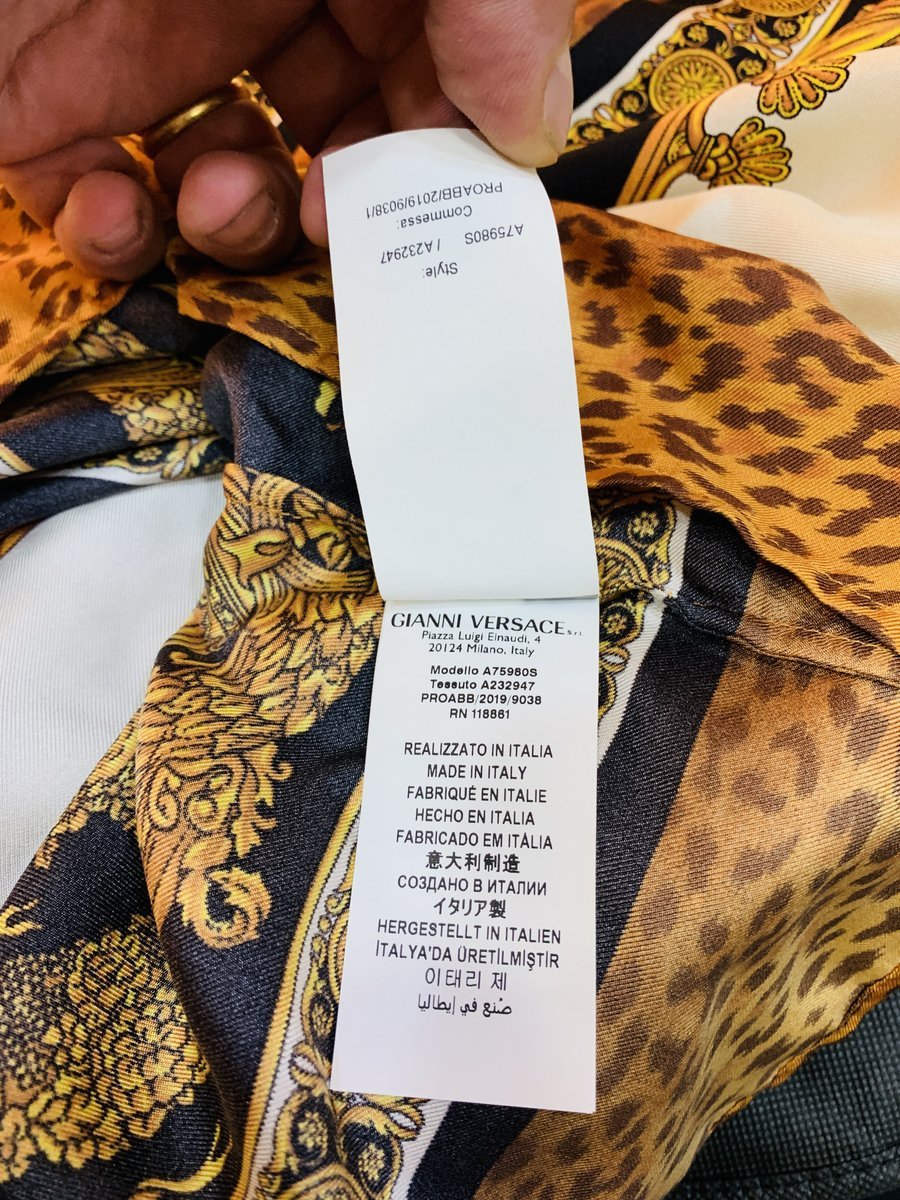 Style:
A75980S / A232947
Commessa:
PROABB/2019/9038/1
GIANNI VERSACE s.r.l
Piazza Luigi Einaudi, 4
20124 Milano, Italy
Modello A75980S
Tessuto A232947
PROABB/2019/9038
RN 118861
REALIZZATO IN ITALIA
MADE IN ITALY
FABRIQUÉ EN ITALIE
HECHO EN ITALIA
FABRICADO EM ITÁLIA
意大利制造
СОЗДАНО В ИТАЛИИ
イタリア製
HERGESTELLT IN ITALIEN
İTALYA'DA ÜRETİLMİŞTİR
이태리 제
صُنع في إيطاليا